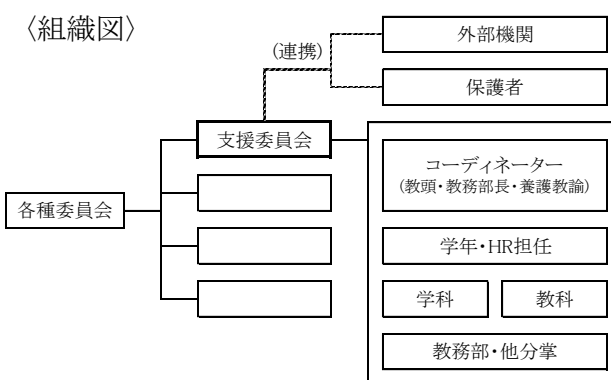 〈組織図〉
外部機関
(連携)
保護者
支援委員会
コーディネーター
(教頭・教務部長・養護教諭)
各種委員会
学年・HR担任
学科
教科
教務部・他分掌